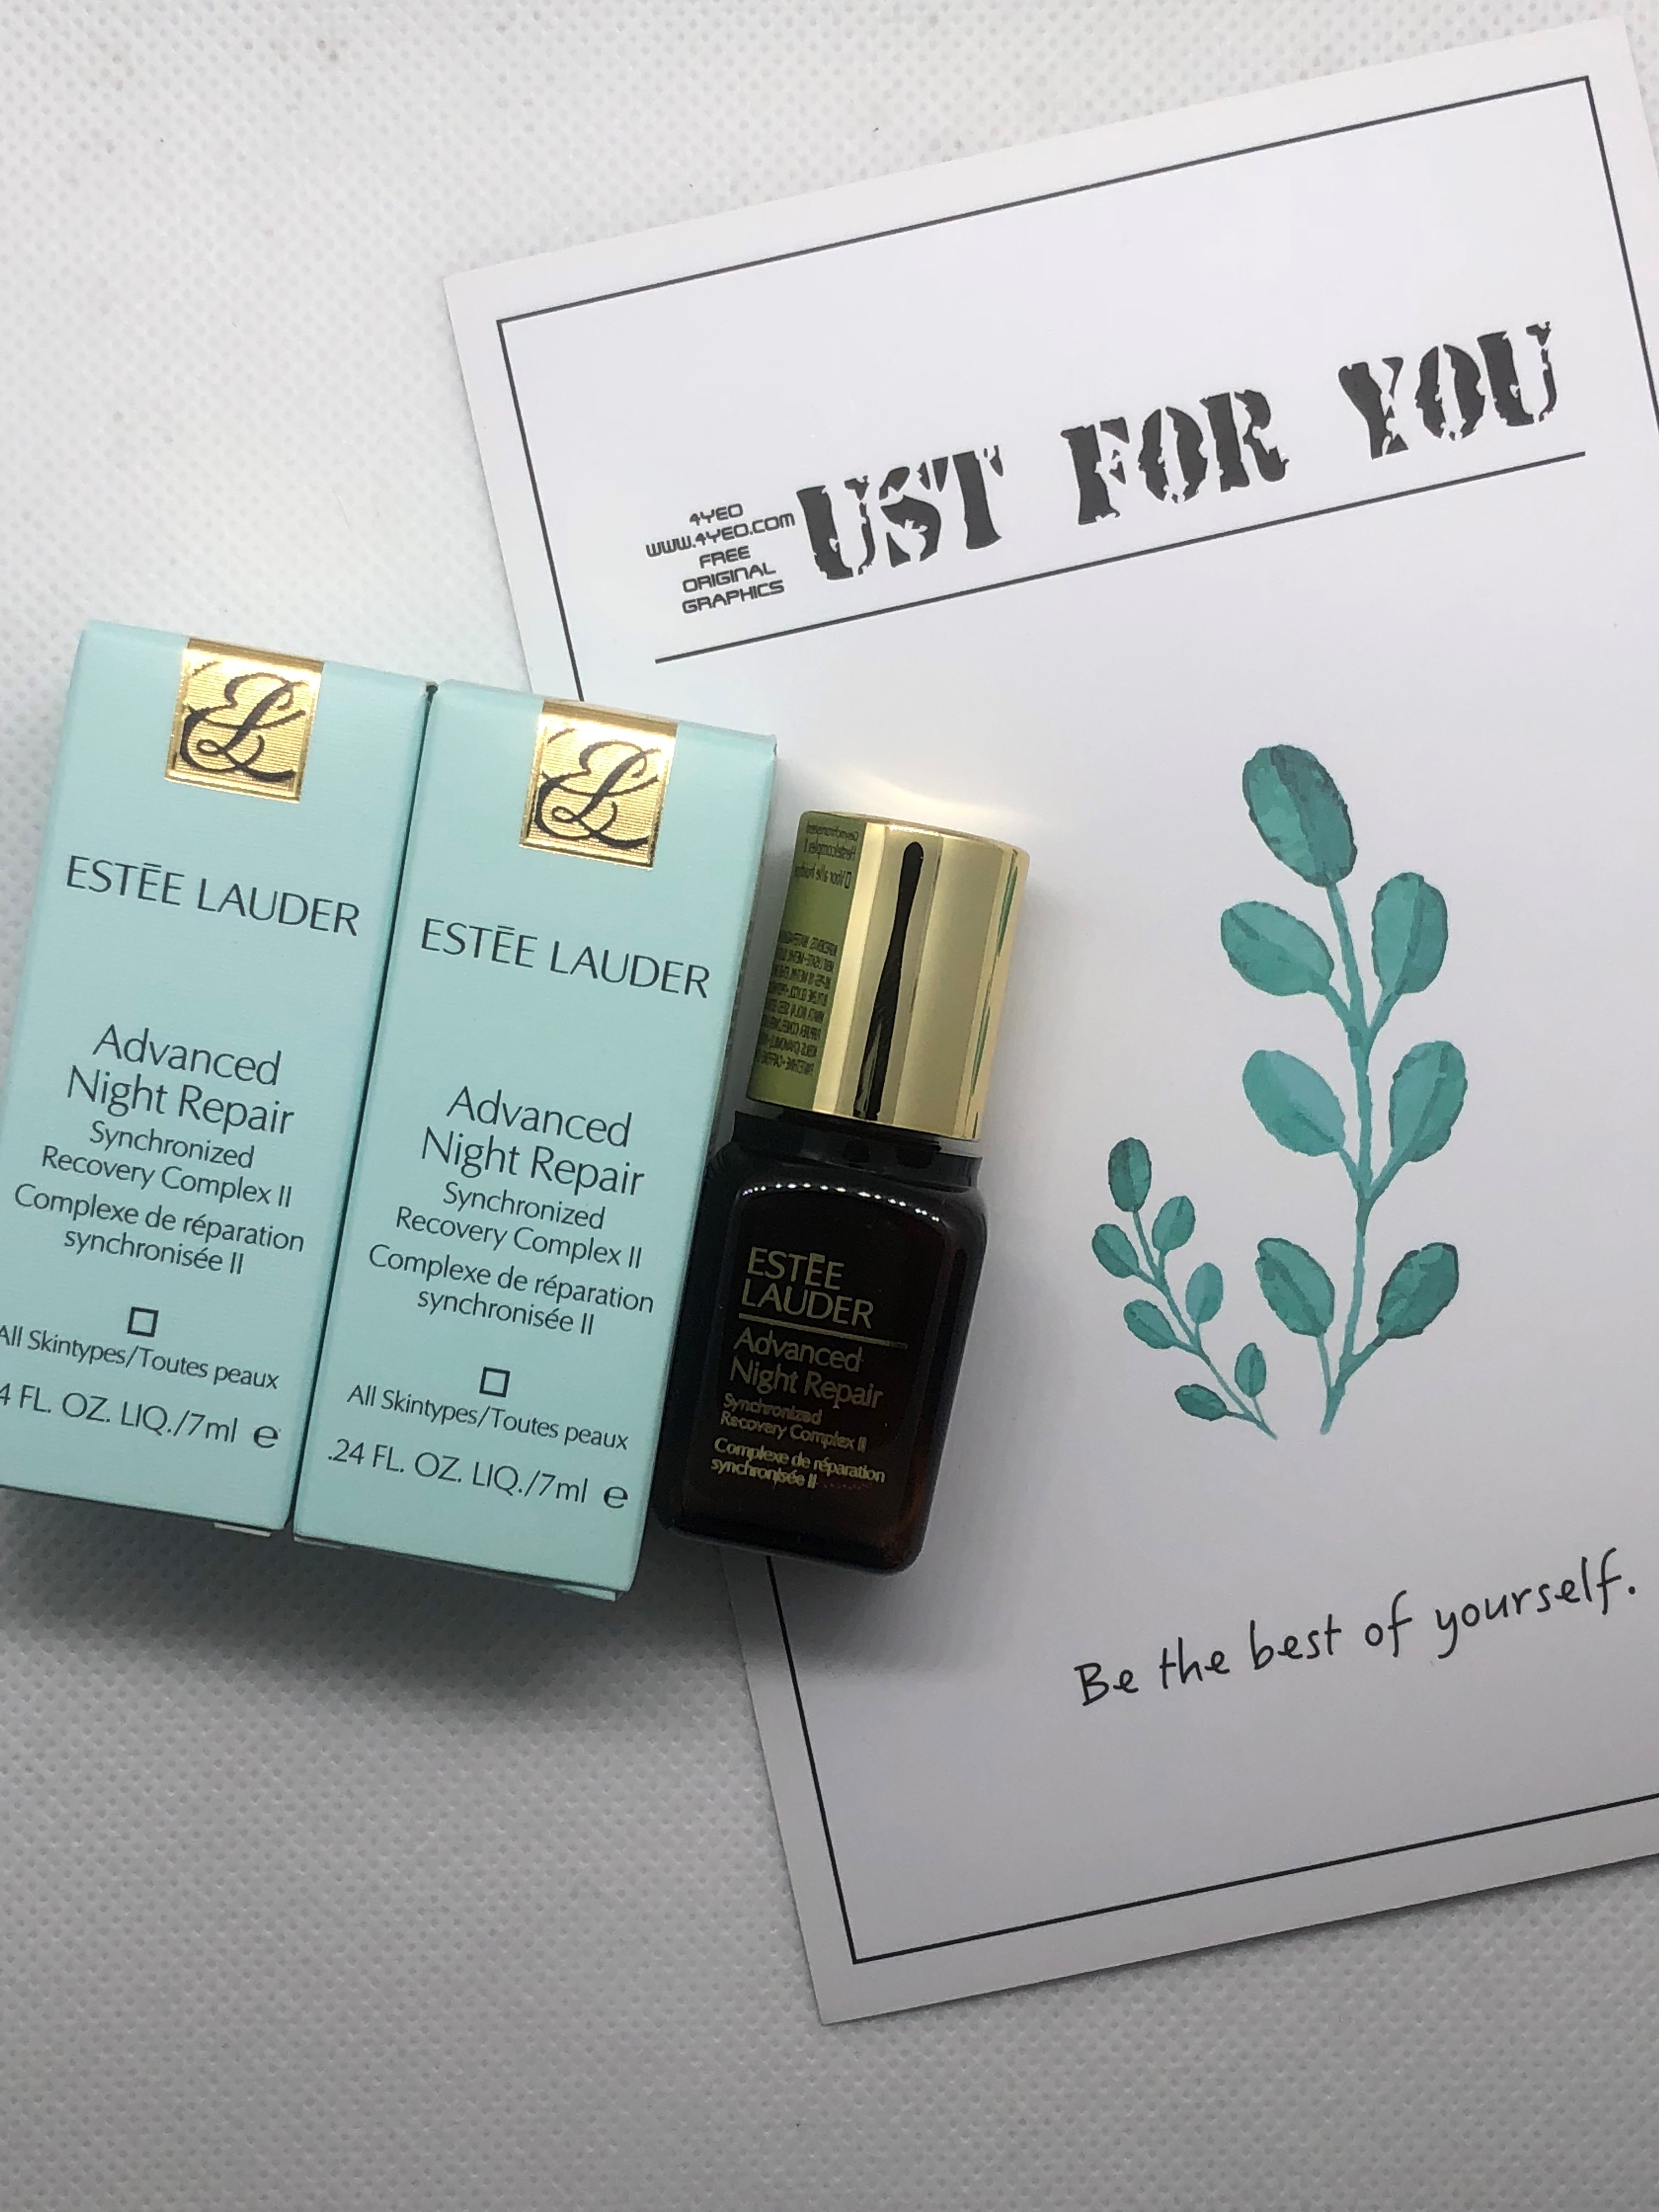 4YEO
WWW.4YEO.COM
FREE
ORIGINAL
GRAPHICS
UST FOR YOU
ESTĒE LAUDER
Advanced
Night Repair
Synchronized
Recovery Complex II
Complexe de réparation
synchronisée II
All Skintypes/Toutes peaux
4 FL. OZ. LIQ./7ml e
ESTĒE LAUDER
Advanced
Night Repair
Synchronized
Recovery Complex II
Complexe de réparation
synchronisée II
All Skintypes/Toutes peaux
.24 FL. OZ. LIQ./7ml e
ESTĒE
LAUDER
Advanced
Night Repair
Synchronized
Recovery Complex II
Complexe de réparation
synchronisée II
Be the best of yourself.